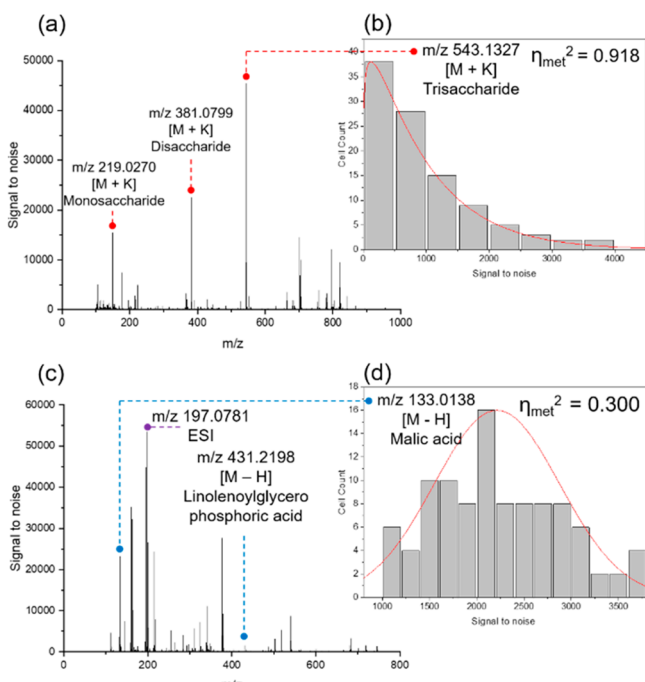 (a)
50000
40000
30000
20000
10000
0
Signal to noise
0 200 400 600 800 1000
m/z
m/z 219.0270
[M + K]
Monosaccharide
m/z 381.0799
[M + K]
Disaccharide
(b)
m/z 543.1327
[M + K]
Trisaccharide
ηmet² = 0.918
40
35
30
25
20
15
10
5
0
Cell Count
0 1000 2000 3000 4000
Signal to noise
(c)
60000
50000
40000
30000
20000
10000
0
Signal to noise
0 200 400 600 800
m/z 197.0781
ESI
m/z 431.2198
[M – H]
Linolenoylglycero
phosphoric acid
(d)
m/z 133.0138
[M - H]
Malic acid
ηmet² = 0.300
18
16
14
12
10
8
6
4
2
0
Cell Count
1000 1500 2000 2500 3000 3500
Signal to noise